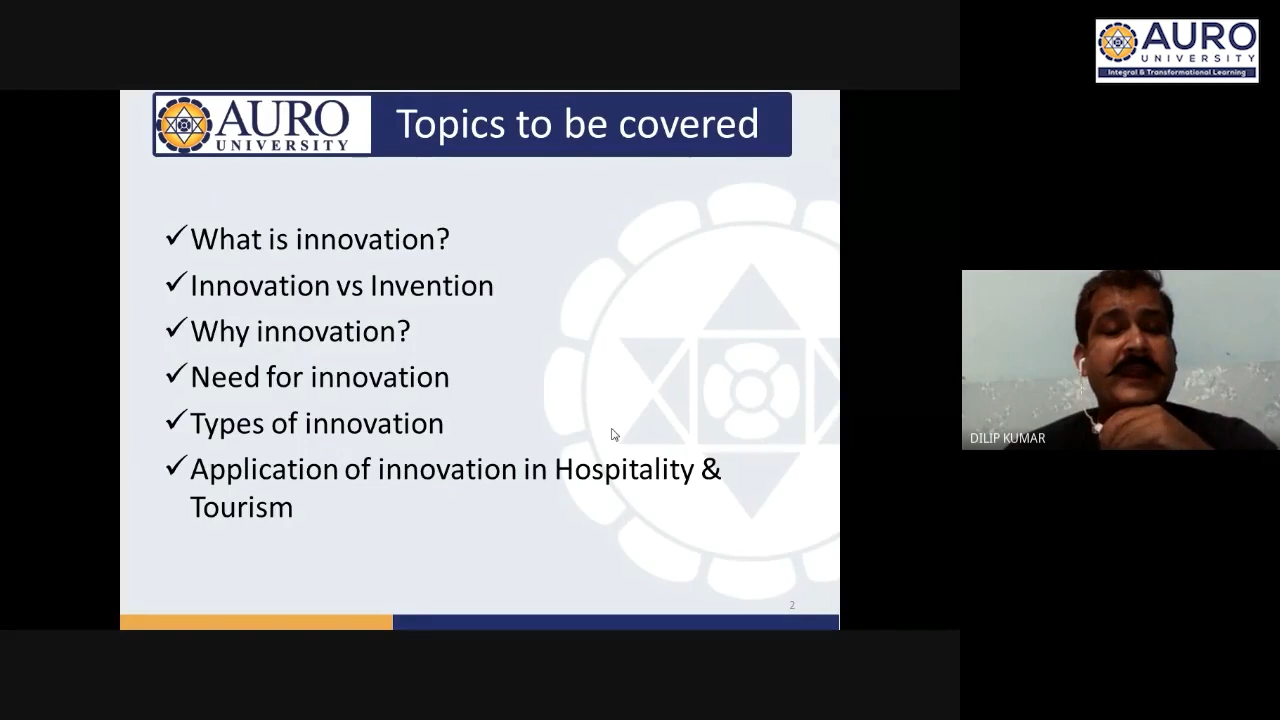 AURO
UNIVERSITY
Integral & Transformational Learning
AURO
UNIVERSITY
Topics to be covered
✓What is innovation?
✓Innovation vs Invention
✓Why innovation?
✓Need for innovation
✓Types of innovation
✓Application of innovation in Hospitality &
Tourism
2
DILIP KUMAR